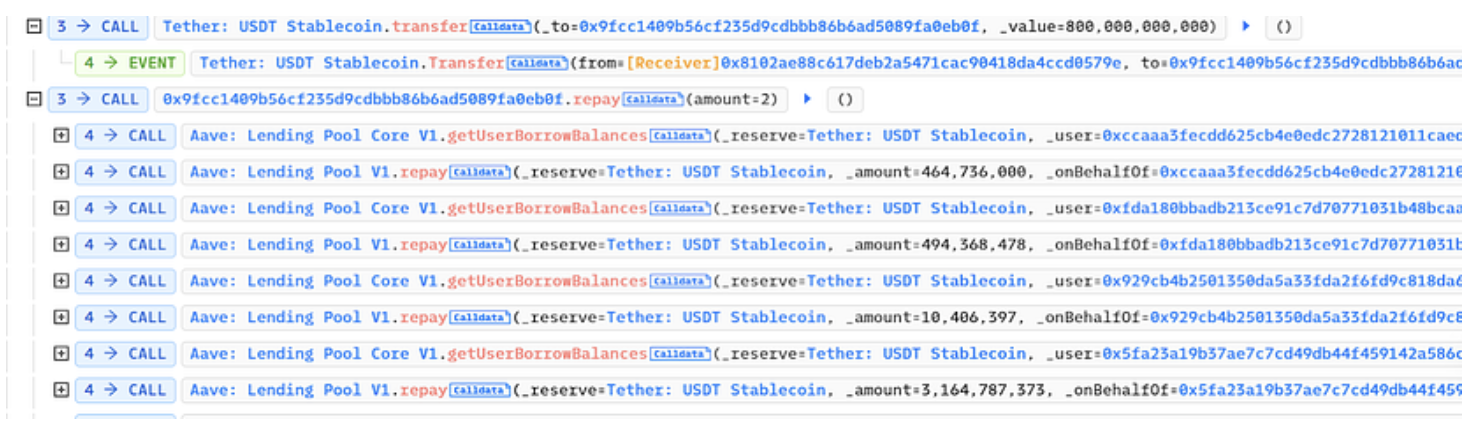 3 → CALL Tether: USDT Stablecoin.transfer Calldata (_to=0x9fcc1409b56cf235d9cdbbb86b6ad5089fa0eb0f, _value=800,000,000,000) ()
4 → EVENT Tether: USDT Stablecoin.Transfer Calldata (from=[Receiver]0x8102ae88c617deb2a5471cac90418da4ccd0579e, to=0x9fcc1409b56cf235d9cdbbb86b6ad
3 → CALL 0x9fcc1409b56cf235d9cdbbb86b6ad5089fa0eb0f.repay Calldata (amount=2) ()
4 → CALL Aave: Lending Pool Core V1.getUserBorrowBalances Calldata (_reserve=Tether: USDT Stablecoin, _user=0xccaaa3fecdd625cb4e0edc2728121011caed
4 → CALL Aave: Lending Pool V1.repay Calldata (_reserve=Tether: USDT Stablecoin, _amount=464,736,000, _onBehalfOf=0xccaaa3fecdd625cb4e0edc27281210
4 → CALL Aave: Lending Pool Core V1.getUserBorrowBalances Calldata (_reserve=Tether: USDT Stablecoin, _user=0xfda180bbadb213ce91c7d70771031b48bcaa
4 → CALL Aave: Lending Pool V1.repay Calldata (_reserve=Tether: USDT Stablecoin, _amount=494,368,478, _onBehalfOf=0xfda180bbadb213ce91c7d70771031b
4 → CALL Aave: Lending Pool Core V1.getUserBorrowBalances Calldata (_reserve=Tether: USDT Stablecoin, _user=0x929cb4b2501350da5a33fda2f6fd9c818da6
4 → CALL Aave: Lending Pool V1.repay Calldata (_reserve=Tether: USDT Stablecoin, _amount=10,406,397, _onBehalfOf=0x929cb4b2501350da5a33fda2f6fd9c8
4 → CALL Aave: Lending Pool Core V1.getUserBorrowBalances Calldata (_reserve=Tether: USDT Stablecoin, _user=0x5fa23a19b37ae7c7cd49db44f459142a586c
4 → CALL Aave: Lending Pool V1.repay Calldata (_reserve=Tether: USDT Stablecoin, _amount=3,164,787,373, _onBehalfOf=0x5fa23a19b37ae7c7cd49db44f459